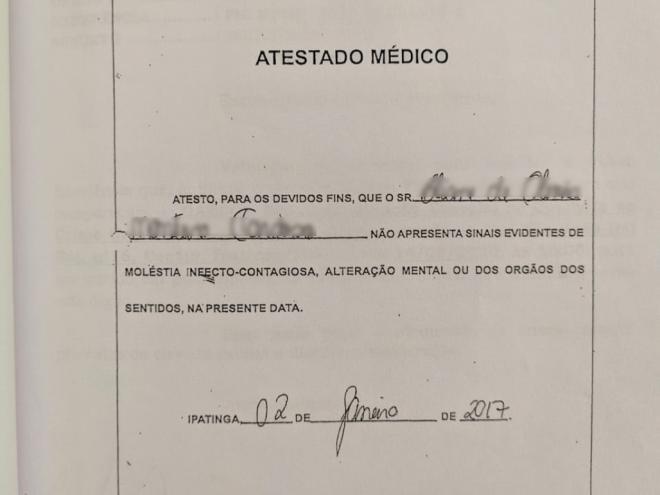 ATESTADO MÉDICO
ATESTO, PARA OS DEVIDOS FINS, QUE O SR.
NÃO APRESENTA SINAIS EVIDENTES DE
MOLÉSTIA INFECTO-CONTAGIOSA, ALTERAÇÃO MENTAL OU DOS ORGÃOS DOS
SENTIDOS, NA PRESENTE DATA.
IPATINGA, 02 DE Janeiro DE 2017.